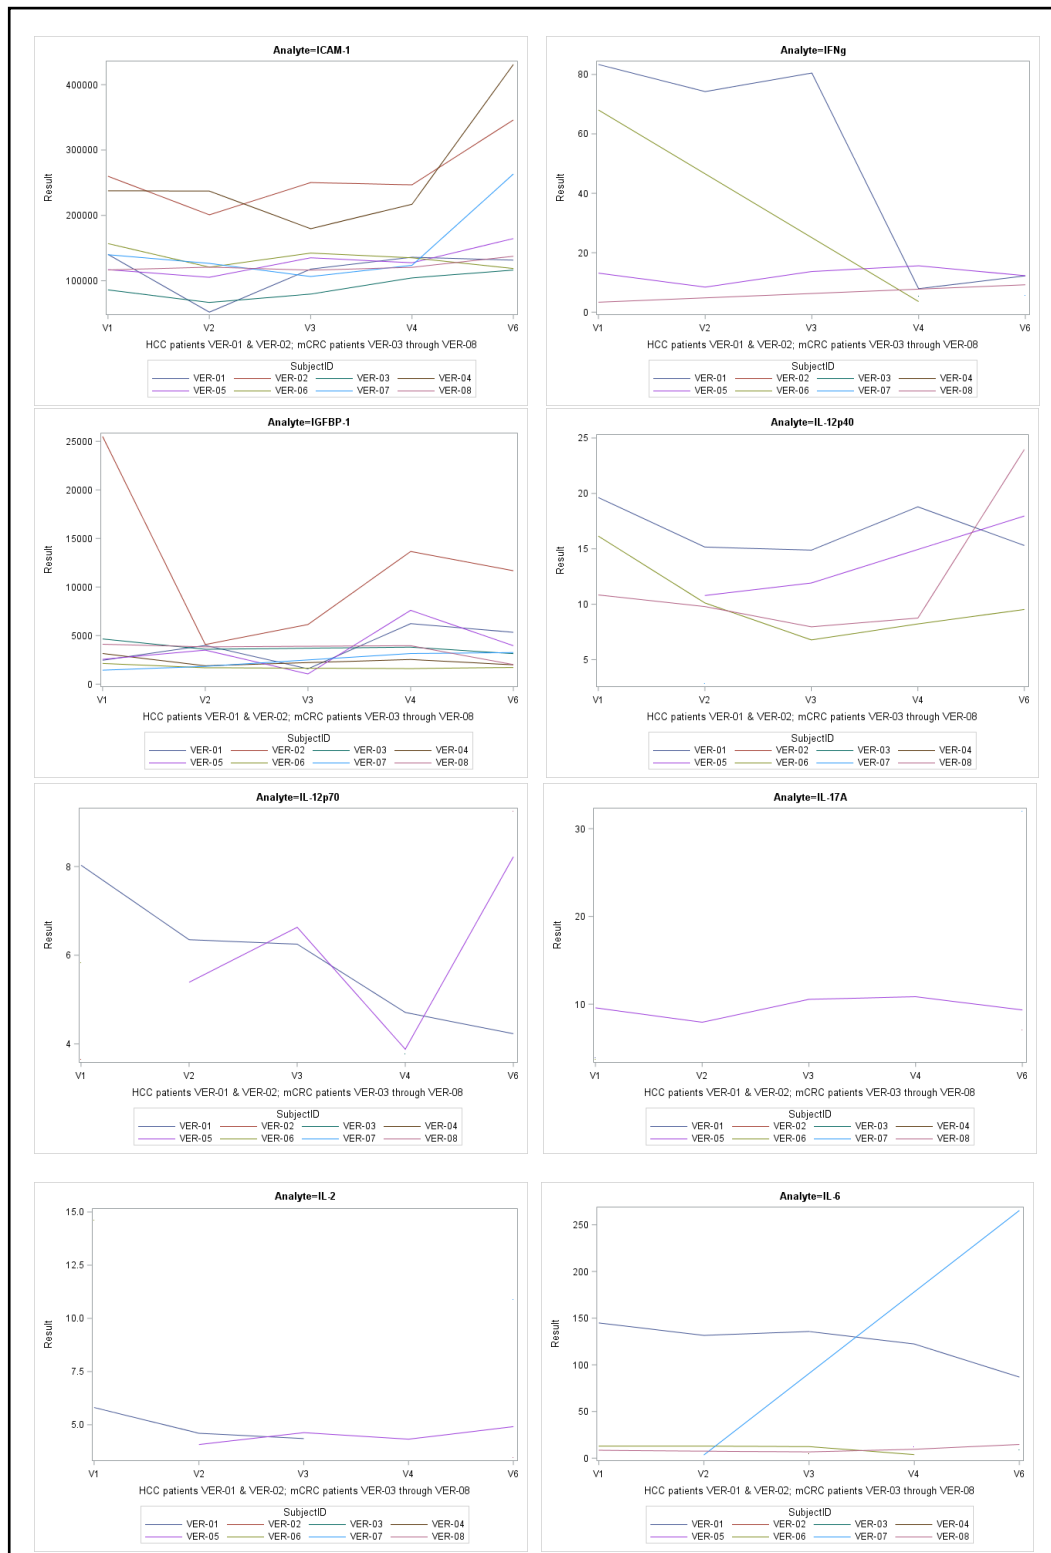 Analyte=ICAM-1
400000
300000
200000
100000
Result
V1 V2 V3 V4 V6
HCC patients VER-01 & VER-02; mCRC patients VER-03 through VER-08
SubjectID
VER-01 VER-02 VER-03 VER-04
VER-05 VER-06 VER-07 VER-08
Analyte=IFNg
80
60
40
20
0
Result
V1 V2 V3 V4 V6
HCC patients VER-01 & VER-02; mCRC patients VER-03 through VER-08
SubjectID
VER-01 VER-02 VER-03 VER-04
VER-05 VER-06 VER-07 VER-08
Analyte=IGFBP-1
25000
20000
15000
10000
5000
0
Result
V1 V2 V3 V4 V6
HCC patients VER-01 & VER-02; mCRC patients VER-03 through VER-08
SubjectID
VER-01 VER-02 VER-03 VER-04
VER-05 VER-06 VER-07 VER-08
Analyte=IL-12p40
25
20
15
10
5
Result
V1 V2 V3 V4 V6
HCC patients VER-01 & VER-02; mCRC patients VER-03 through VER-08
SubjectID
VER-01 VER-02 VER-03 VER-04
VER-05 VER-06 VER-07 VER-08
Analyte=IL-12p70
8
6
4
Result
V1 V2 V3 V4 V6
HCC patients VER-01 & VER-02; mCRC patients VER-03 through VER-08
SubjectID
VER-01 VER-02 VER-03 VER-04
VER-05 VER-06 VER-07 VER-08
Analyte=IL-17A
30
20
10
Result
V1 V2 V3 V4 V6
HCC patients VER-01 & VER-02; mCRC patients VER-03 through VER-08
SubjectID
VER-01 VER-02 VER-03 VER-04
VER-05 VER-06 VER-07 VER-08
Analyte=IL-2
15.0
12.5
10.0
7.5
5.0
Result
V1 V2 V3 V4 V6
HCC patients VER-01 & VER-02; mCRC patients VER-03 through VER-08
SubjectID
VER-01 VER-02 VER-03 VER-04
VER-05 VER-06 VER-07 VER-08
Analyte=IL-6
250
200
150
100
50
0
Result
V1 V2 V3 V4 V6
HCC patients VER-01 & VER-02; mCRC patients VER-03 through VER-08
SubjectID
VER-01 VER-02 VER-03 VER-04
VER-05 VER-06 VER-07 VER-08